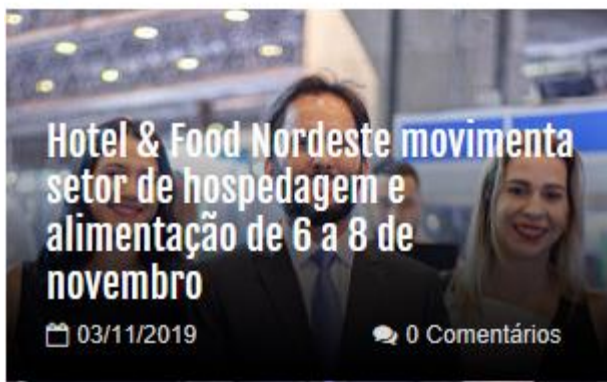 Hotel & Food Nordeste movimenta
setor de hospedagem e
alimentação de 6 a 8 de
novembro
03/11/2019 0 Comentários